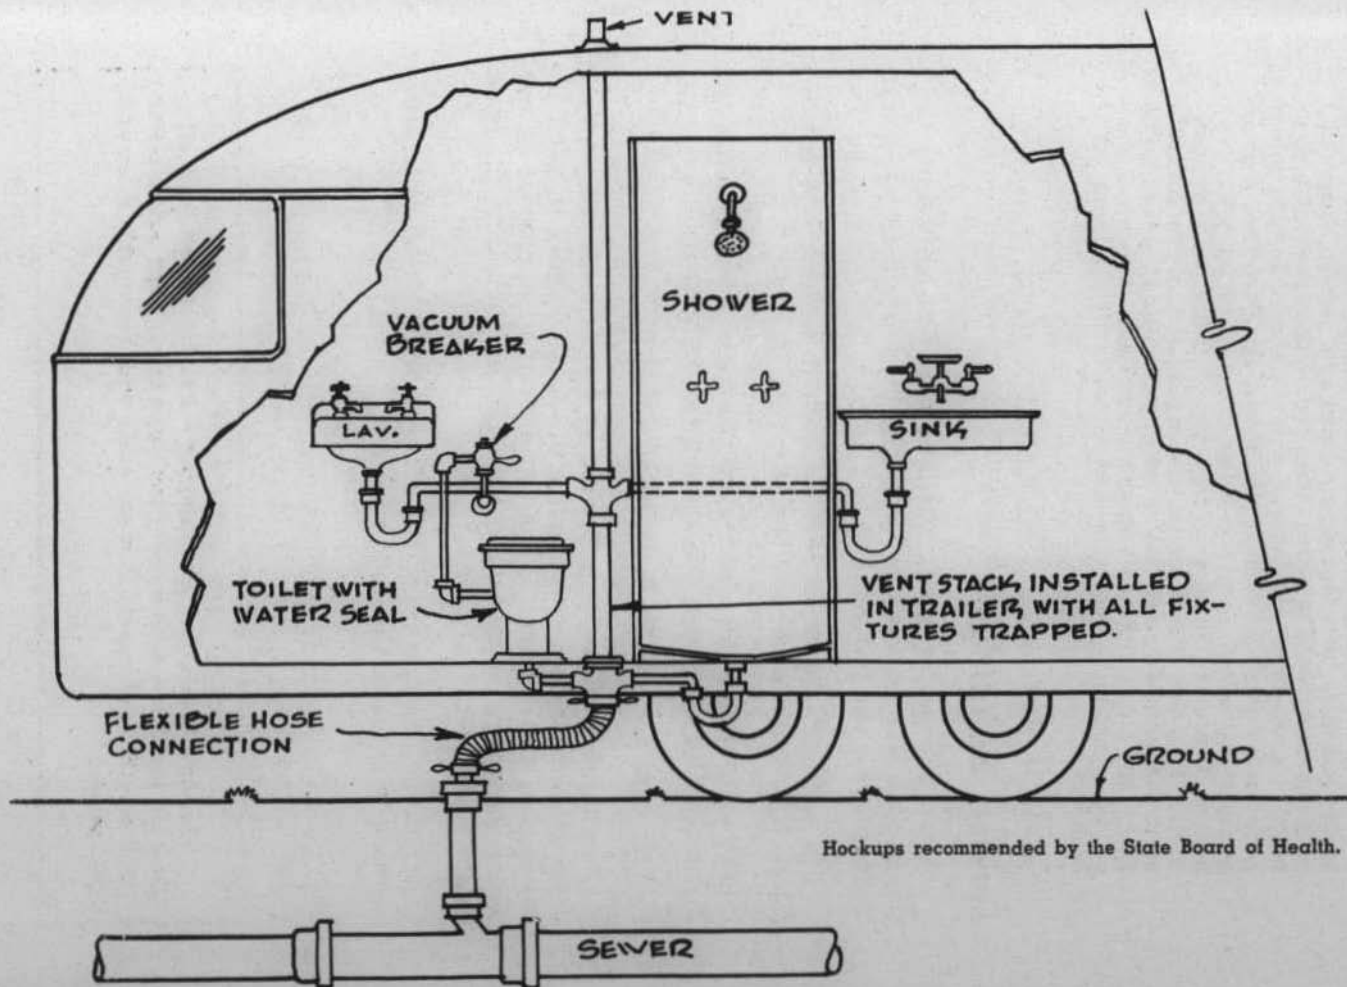 VENT
VACUUM
BREAKER
SHOWER
LAV.
SINK
TOILET WITH
WATER SEAL
VENT STACK, INSTALLED
IN TRAILER, WITH ALL FIX-
TURES TRAPPED.
FLEXIBLE HOSE
CONNECTION
GROUND
Hockups recommended by the State Board of Health.
SEWER